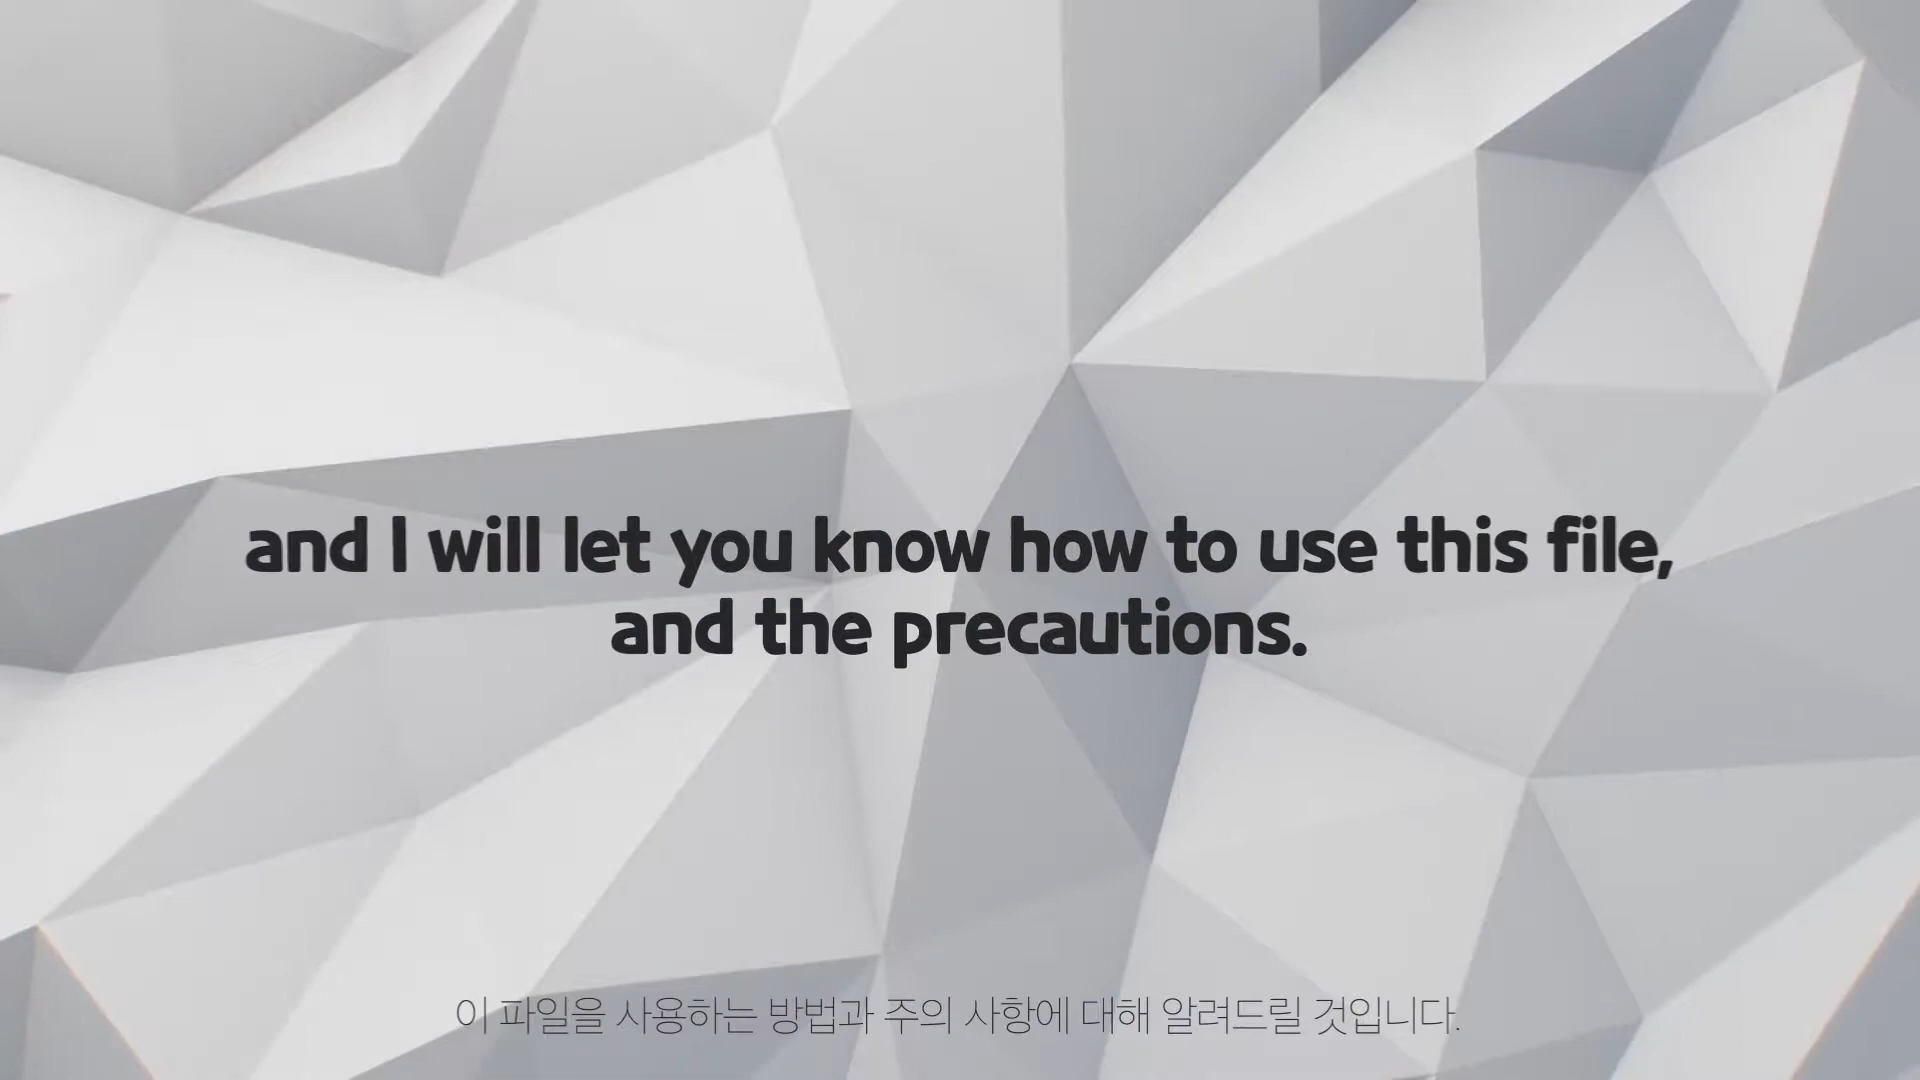 and I will let you know how to use this file,
and the precautions.
이 파일을 사용하는 방법과 주의 사항에 대해 알려드릴 것입니다.